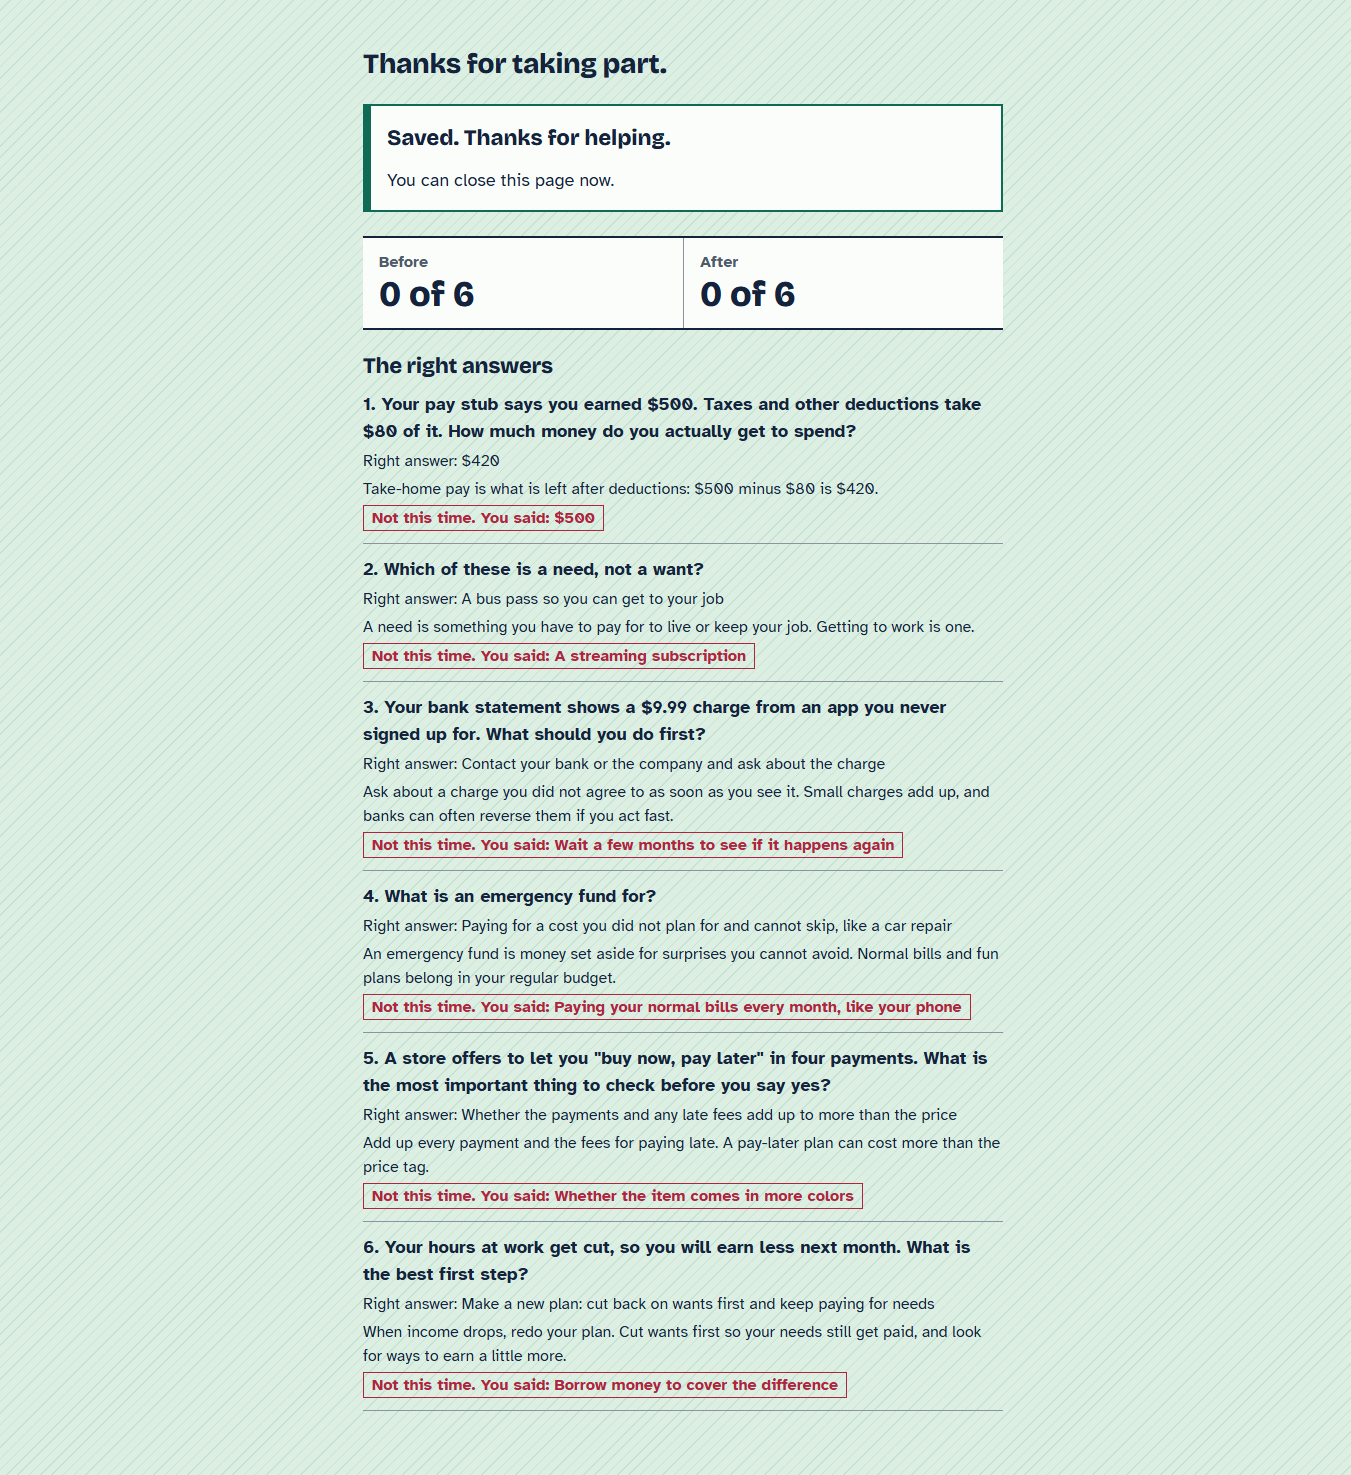 Thanks for taking part.
Saved. Thanks for helping.
You can close this page now.
Before
0 of 6
After
0 of 6
The right answers
1. Your pay stub says you earned $500. Taxes and other deductions take
$80 of it. How much money do you actually get to spend?
Right answer: $420
Take-home pay is what is left after deductions: $500 minus $80 is $420.
Not this time. You said: $500
2. Which of these is a need, not a want?
Right answer: A bus pass so you can get to your job
A need is something you have to pay for to live or keep your job. Getting to work is one.
Not this time. You said: A streaming subscription
3. Your bank statement shows a $9.99 charge from an app you never
signed up for. What should you do first?
Right answer: Contact your bank or the company and ask about the charge
Ask about a charge you did not agree to as soon as you see it. Small charges add up, and
banks can often reverse them if you act fast.
Not this time. You said: Wait a few months to see if it happens again
4. What is an emergency fund for?
Right answer: Paying for a cost you did not plan for and cannot skip, like a car repair
An emergency fund is money set aside for surprises you cannot avoid. Normal bills and fun
plans belong in your regular budget.
Not this time. You said: Paying your normal bills every month, like your phone
5. A store offers to let you "buy now, pay later" in four payments. What is
the most important thing to check before you say yes?
Right answer: Whether the payments and any late fees add up to more than the price
Add up every payment and the fees for paying late. A pay-later plan can cost more than the
price tag.
Not this time. You said: Whether the item comes in more colors
6. Your hours at work get cut, so you will earn less next month. What is
the best first step?
Right answer: Make a new plan: cut back on wants first and keep paying for needs
When income drops, redo your plan. Cut wants first so your needs still get paid, and look
for ways to earn a little more.
Not this time. You said: Borrow money to cover the difference